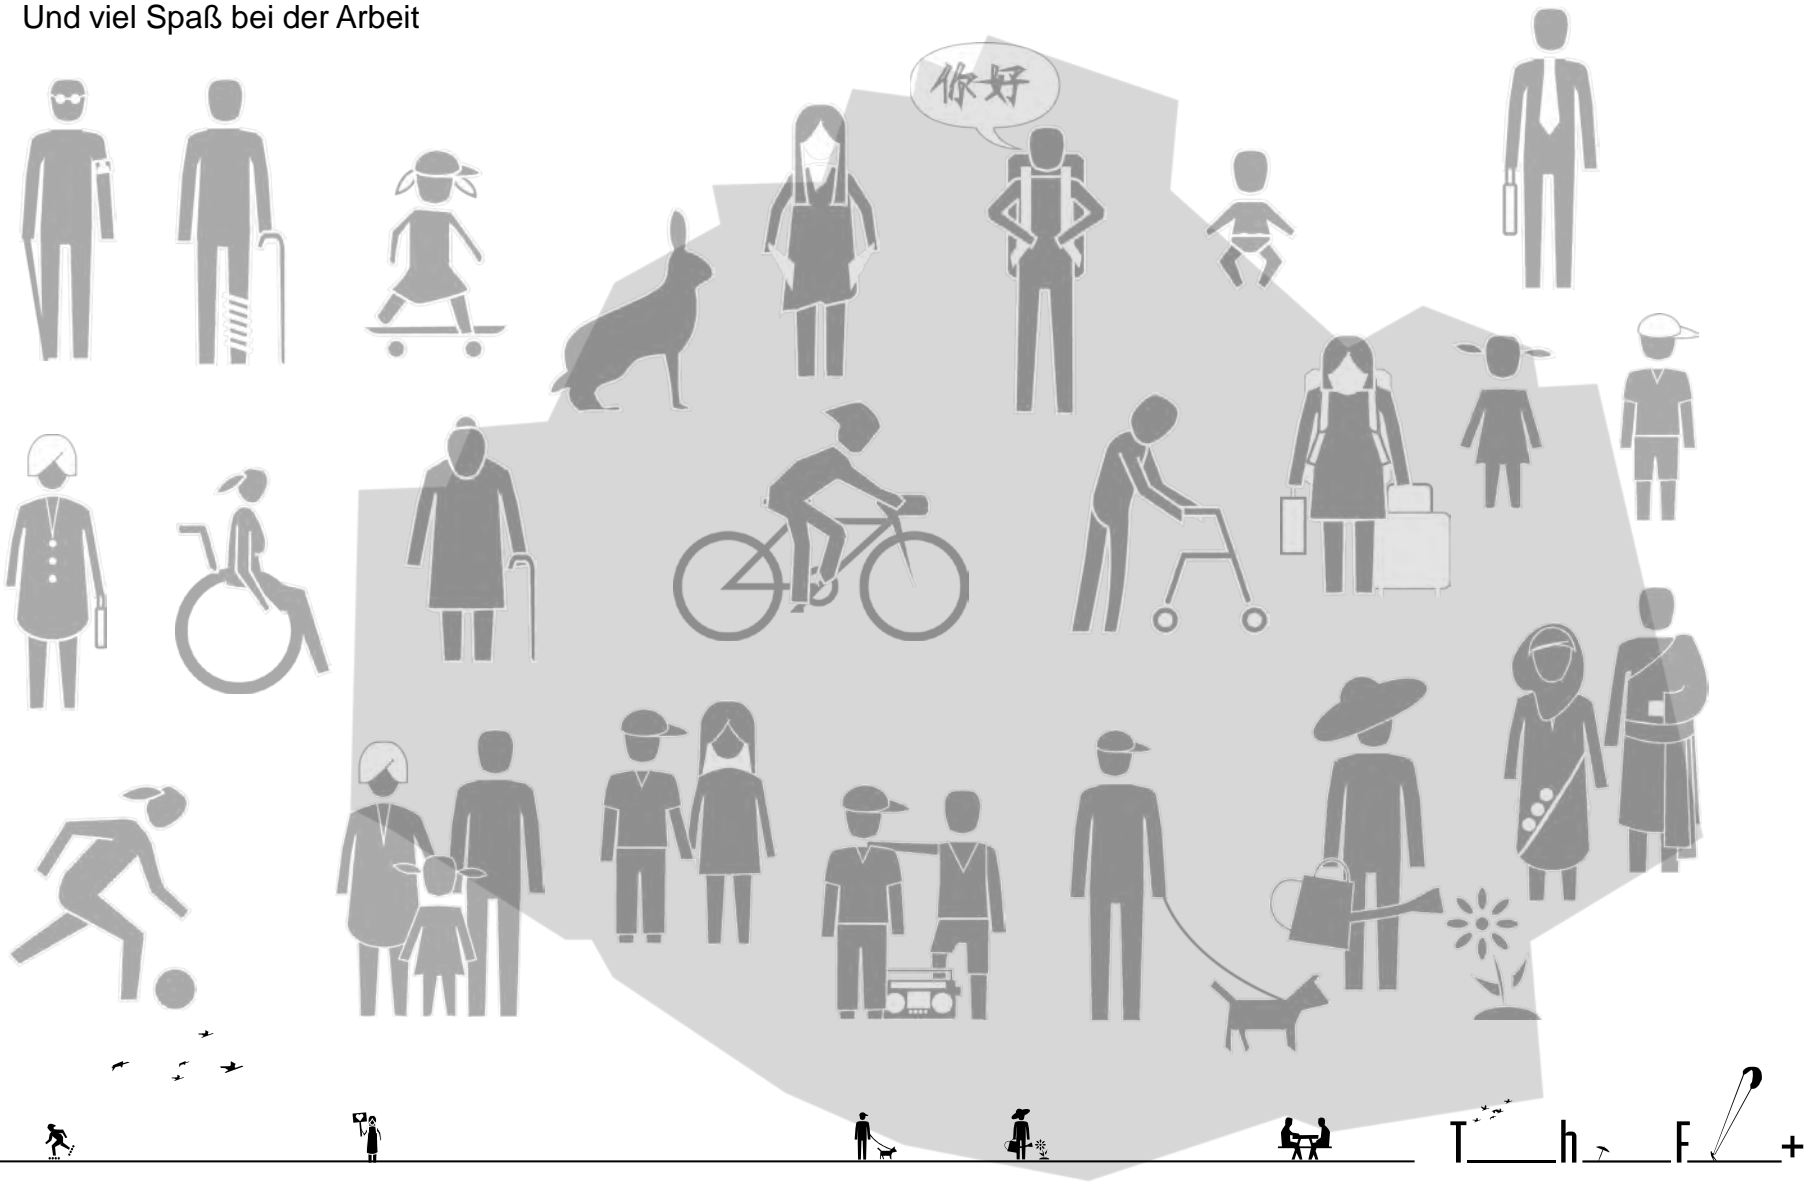 Und viel Spaß bei der Arbeit
你好
T h F +